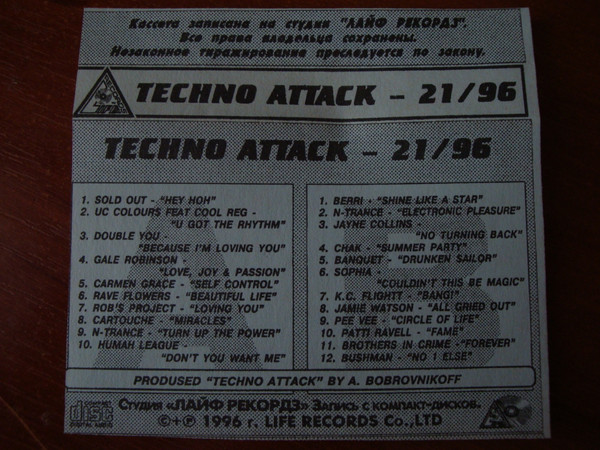 Кассета записана на студии "ЛАЙФ РЕКОРДЗ".
Все права владельца сохранены.
Незаконное тиражирование преследуется по закону.
TECHNO ATTACK - 21/96
TECHNO ATTACK - 21/96
1. SOLD OUT - "HEY HOH"
2. UC COLOURS FEAT COOL REG -
"U GOT THE RHYTHM"
3. DOUBLE YOU -
"BECAUSE I'M LOVING YOU"
4. GALE ROBINSON -
"LOVE, JOY & PASSION"
5. CARMEN GRACE - "SELF CONTROL"
6. RAVE FLOWERS - "BEAUTIFUL LIFE"
7. ROB'S PROJECT - "LOVING YOU"
8. CARTOUCHE - "MIRACLES"
9. N-TRANCE - "TURN UP THE POWER"
10. HUMAH LEAGUE -
"DON'T YOU WANT ME"
1. BERRI - "SHINE LIKE A STAR"
2. N-TRANCE - "ELECTRONIC PLEASURE"
3. JAYNE COLLINS -
"NO TURNING BACK"
4. CHAK - "SUMMER PARTY"
5. BANQUET - "DRUNKEN SAILOR"
6. SOPHIA -
"COULDIN'T THIS BE MAGIC"
7. K.C. FLIGHTT - "BANG!"
8. JAMIE WATSON - "ALL GRIED OUT"
9. PEE VEE - "CIRCLE OF LIFE"
10. PATTI RAVELL - "FAME"
11. BROTHERS IN CRIME -"FOREVER"
12. BUSHMAN - "NO 1 ELSE"
A B
PRODUSED "TECHNO ATTACK" BY A. BOBROVNIKOFF
disc
DIGITAL AUDIO
Студия «ЛАЙФ РЕКОРДЗ» Запись с компакт-дисков.
©+℗ 1996 г. LIFE RECORDS Co.,LTD